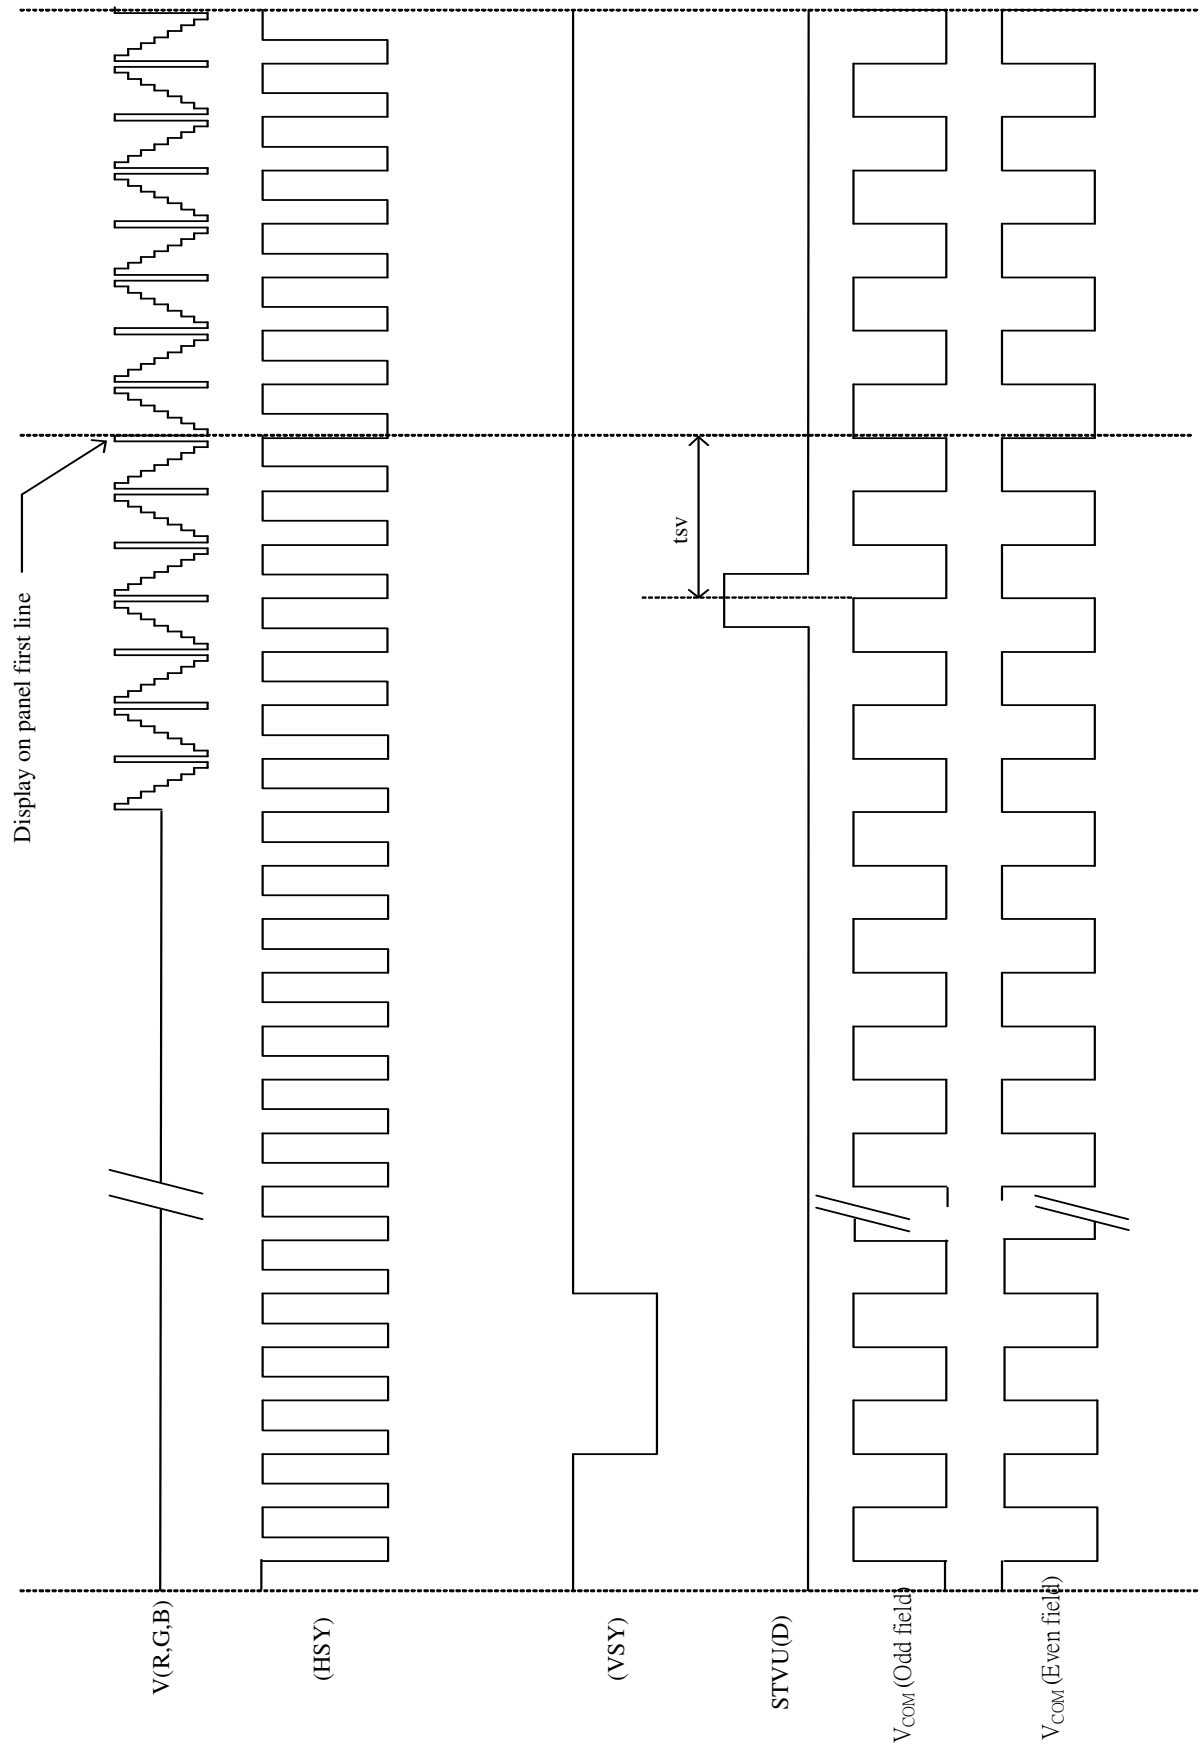 Display on panel first line
V(R,G,B)
(HSY)
(VSY)
tsv
STVU(D)
VCOM (Odd field)
VCOM (Even field)